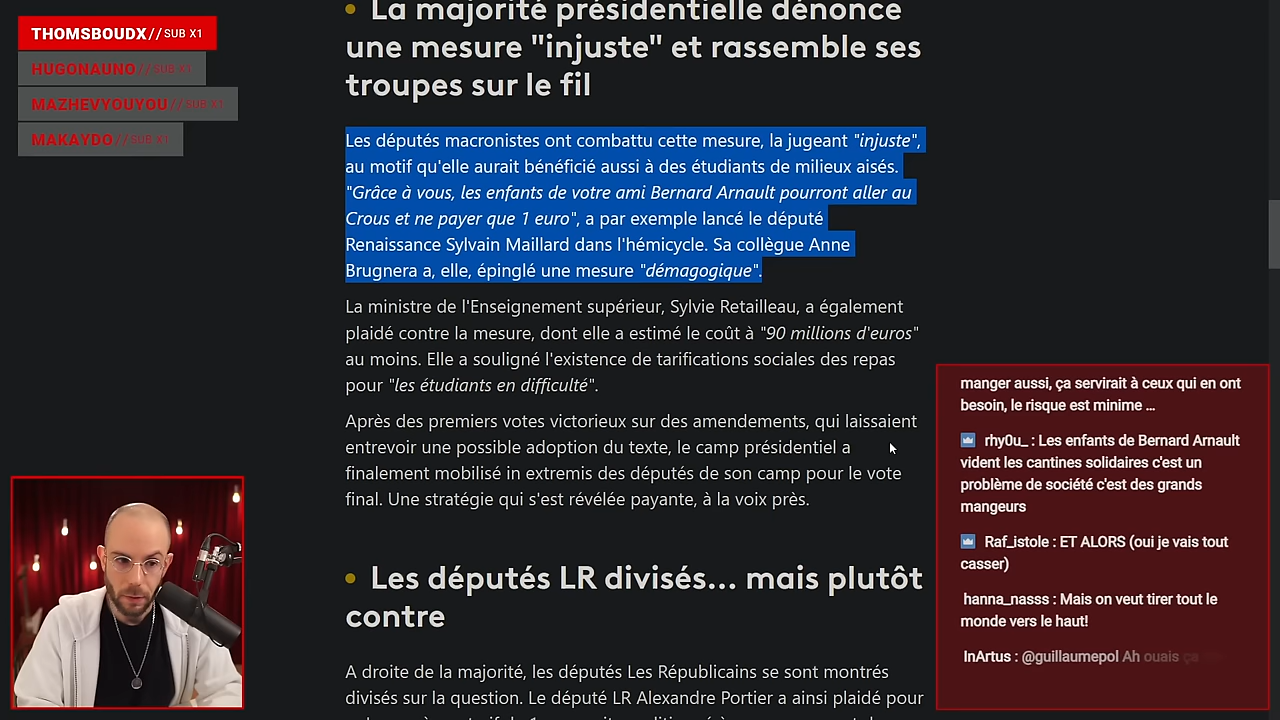 THOMSBOUDX // SUB X1
HUGONAUNO // SUB X1
MAZHEVYOUYOU // SUB X1
MAKAYDO // SUB X1
La majorité présidentielle dénonce
une mesure "injuste" et rassemble ses
troupes sur le fil
Les députés macronistes ont combattu cette mesure, la jugeant "injuste",
au motif qu'elle aurait bénéficié aussi à des étudiants de milieux aisés.
"Grâce à vous, les enfants de votre ami Bernard Arnault pourront aller au
Crous et ne payer que 1 euro", a par exemple lancé le député
Renaissance Sylvain Maillard dans l'hémicycle. Sa collègue Anne
Brugnera a, elle, épinglé une mesure "démagogique".
La ministre de l'Enseignement supérieur, Sylvie Retailleau, a également
plaidé contre la mesure, dont elle a estimé le coût à "90 millions d'euros"
au moins. Elle a souligné l'existence de tarifications sociales des repas
pour "les étudiants en difficulté".
Après des premiers votes victorieux sur des amendements, qui laissaient
entrevoir une possible adoption du texte, le camp présidentiel a
finalement mobilisé in extremis des députés de son camp pour le vote
final. Une stratégie qui s'est révélée payante, à la voix près.
Les députés LR divisés... mais plutôt
contre
A droite de la majorité, les députés Les Républicains se sont montrés
divisés sur la question. Le député LR Alexandre Portier a ainsi plaidé pour
manger aussi, ça servirait à ceux qui en ont
besoin, le risque est minime ...
rhy0u_ : Les enfants de Bernard Arnault
vident les cantines solidaires c'est un
problème de société c'est des grands
mangeurs
Raf_istole : ET ALORS (oui je vais tout
casser)
hanna_nasss : Mais on veut tirer tout le
monde vers le haut!
InArtus : @guillaumepol Ah ouais ça